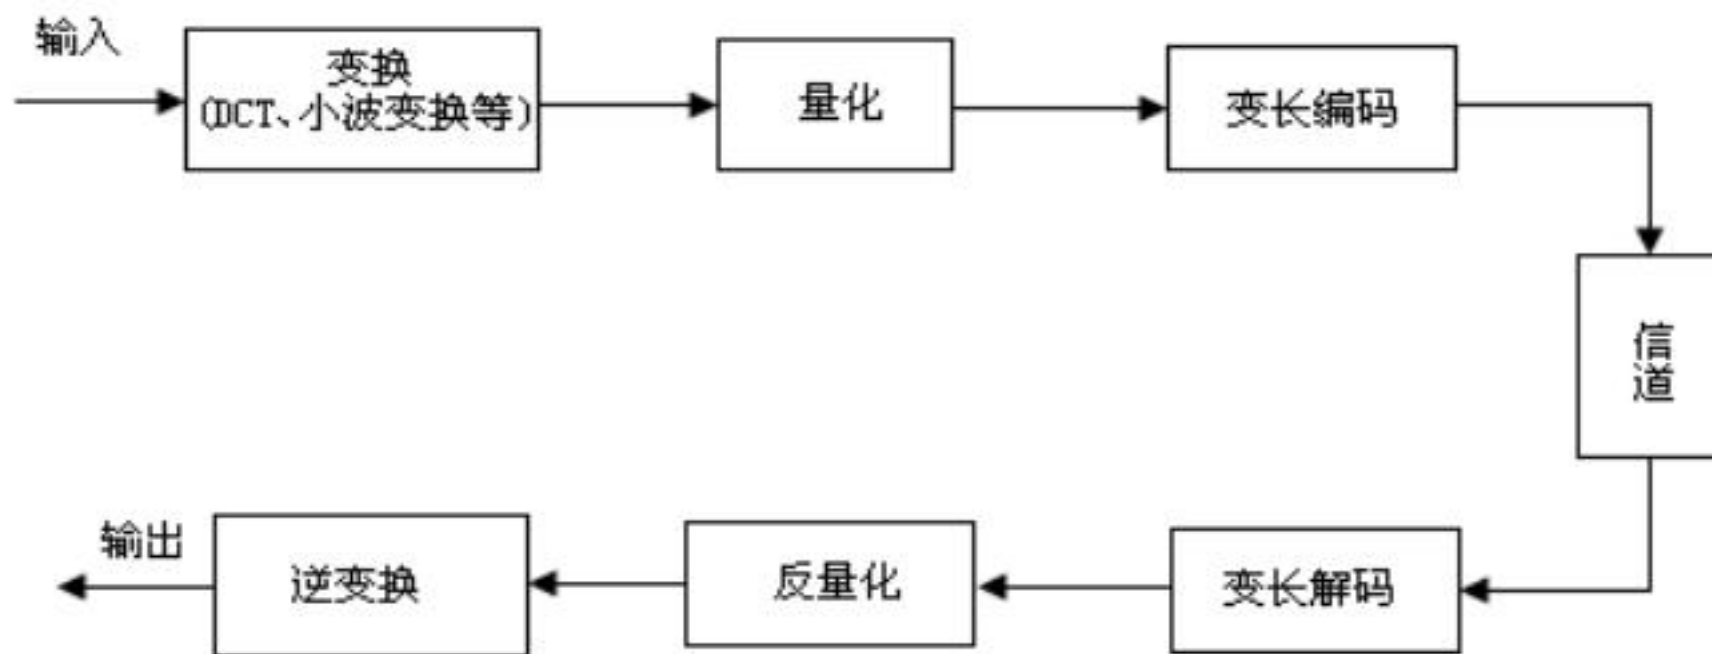 输入
变换
(DCT、小波变换等)
量化
变长编码
信
道
输出
逆变换
反量化
变长解码